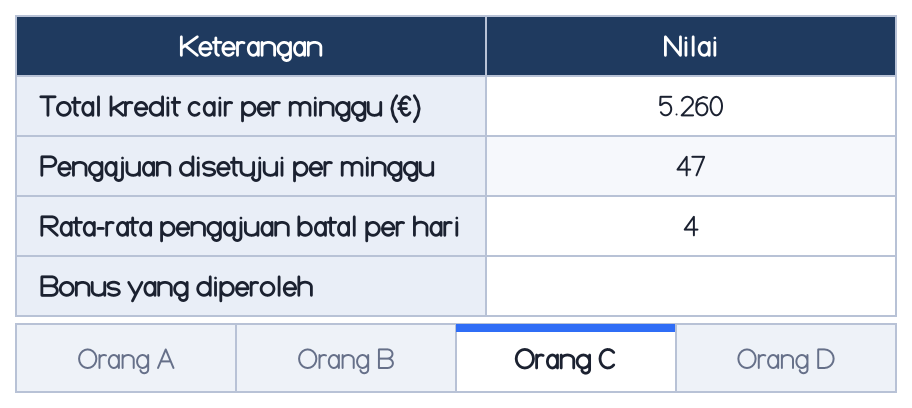 Keterangan Nilai
Total kredit cair per minggu (€) 5.260
Pengajuan disetujui per minggu 47
Rata-rata pengajuan batal per hari 4
Bonus yang diperoleh
Orang A Orang B Orang C Orang D